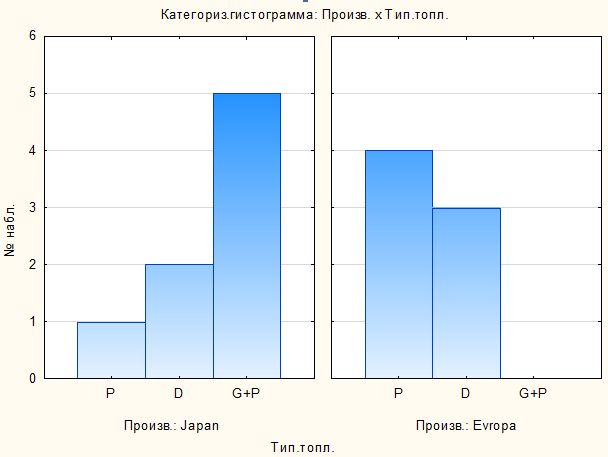 Категориз.гистограмма: Произв. x Тип.топл.
6
5
4
3
2
1
0
№ набл.
P D G+P P D G+P
Произв.: Japan Произв.: Evropa
Тип.топл.